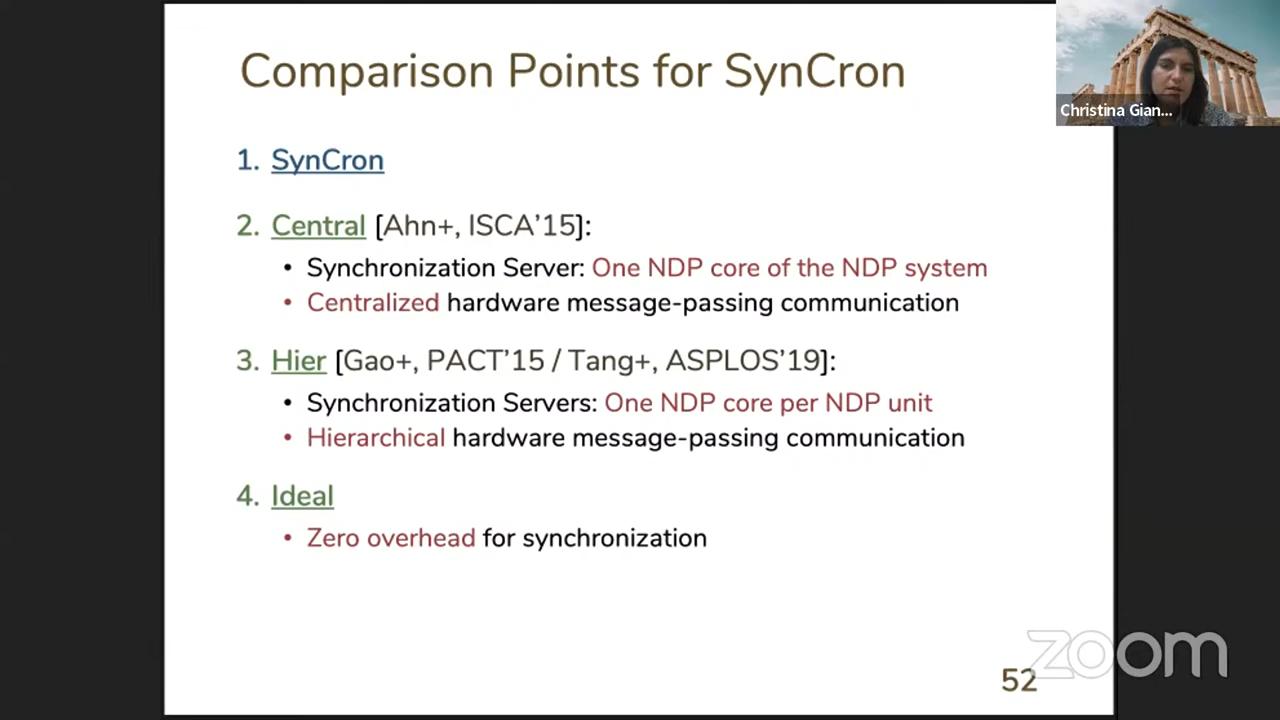 Comparison Points for SynCron
Christina Gian...
1. SynCron
2. Central [Ahn+, ISCA’15]:
• Synchronization Server: One NDP core of the NDP system
• Centralized hardware message-passing communication
3. Hier [Gao+, PACT’15 / Tang+, ASPLOS’19]:
• Synchronization Servers: One NDP core per NDP unit
• Hierarchical hardware message-passing communication
4. Ideal
• Zero overhead for synchronization
zoom
52